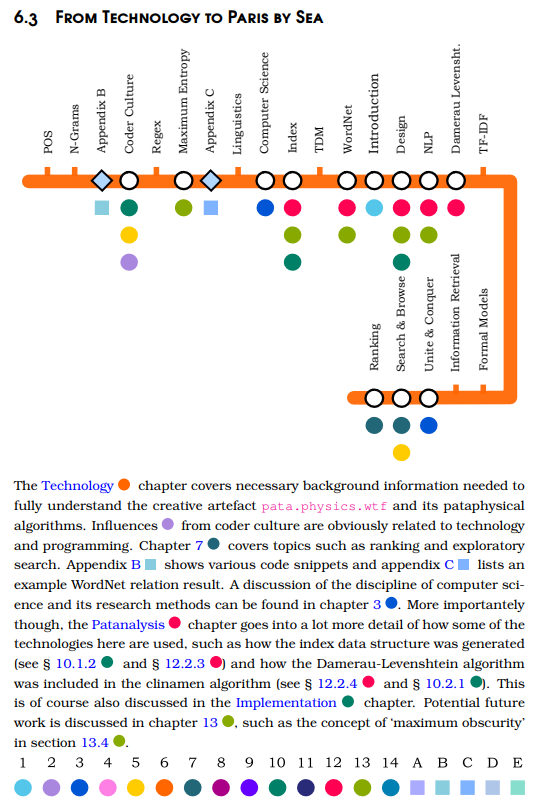 6.3 From Technology to Paris by Sea
POS
N-Grams
Appendix B
Coder Culture
Regex
Maximum Entropy
Appendix C
Linguistics
Computer Science
Index
TDM
WordNet
Introduction
Design
NLP
Damerau Levensht.
TF-IDF
Ranking
Search & Browse
Unite & Conquer
Information Retrieval
Formal Models
The Technology chapter covers necessary background information needed to
fully understand the creative artefact pata.physics.wtf and its pataphysical
algorithms. Influences from coder culture are obviously related to technology
and programming. Chapter 7 covers topics such as ranking and exploratory
search. Appendix B shows various code snippets and appendix C lists an
example WordNet relation result. A discussion of the discipline of computer sci-
ence and its research methods can be found in chapter 3 . More importantely
though, the Patanalysis chapter goes into a lot more detail of how some of the
technologies here are used, such as how the index data structure was generated
(see § 10.1.2 and § 12.2.3 ) and how the Damerau-Levenshtein algorithm
was included in the clinamen algorithm (see § 12.2.4 and § 10.2.1 ). This
is of course also discussed in the Implementation chapter. Potential future
work is discussed in chapter 13 , such as the concept of 'maximum obscurity'
in section 13.4 .
1 2 3 4 5 6 7 8 9 10 11 12 13 14 A B C D E